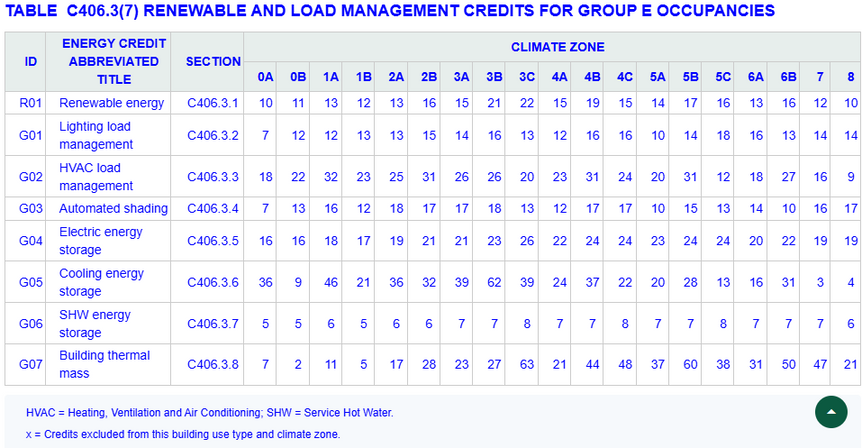 TABLE C406.3(7) RENEWABLE AND LOAD MANAGEMENT CREDITS FOR GROUP E OCCUPANCIES
ID ENERGY CREDIT ABBREVIATED TITLE SECTION CLIMATE ZONE
0A 0B 1A 1B 2A 2B 3A 3B 3C 4A 4B 4C 5A 5B 5C 6A 6B 7 8
R01 Renewable energy C406.3.1 10 11 13 12 13 16 15 21 22 15 19 15 14 17 16 13 16 12 10
G01 Lighting load management C406.3.2 7 12 12 13 13 15 14 16 13 12 16 16 10 14 18 16 13 14 14
G02 HVAC load management C406.3.3 18 22 32 23 25 31 26 26 20 23 31 24 20 31 12 18 27 16 9
G03 Automated shading C406.3.4 7 13 16 12 18 17 17 18 13 12 17 17 10 15 13 14 10 16 17
G04 Electric energy storage C406.3.5 16 16 18 17 19 21 21 23 26 22 24 24 23 24 24 20 22 19 19
G05 Cooling energy storage C406.3.6 36 9 46 21 36 32 39 62 39 24 37 22 20 28 13 16 31 3 4
G06 SHW energy storage C406.3.7 5 5 6 5 6 6 7 7 8 7 7 8 7 7 8 7 7 7 6
G07 Building thermal mass C406.3.8 7 2 11 5 17 28 23 27 63 21 44 48 37 60 38 31 50 47 21
HVAC = Heating, Ventilation and Air Conditioning; SHW = Service Hot Water.
x = Credits excluded from this building use type and climate zone.